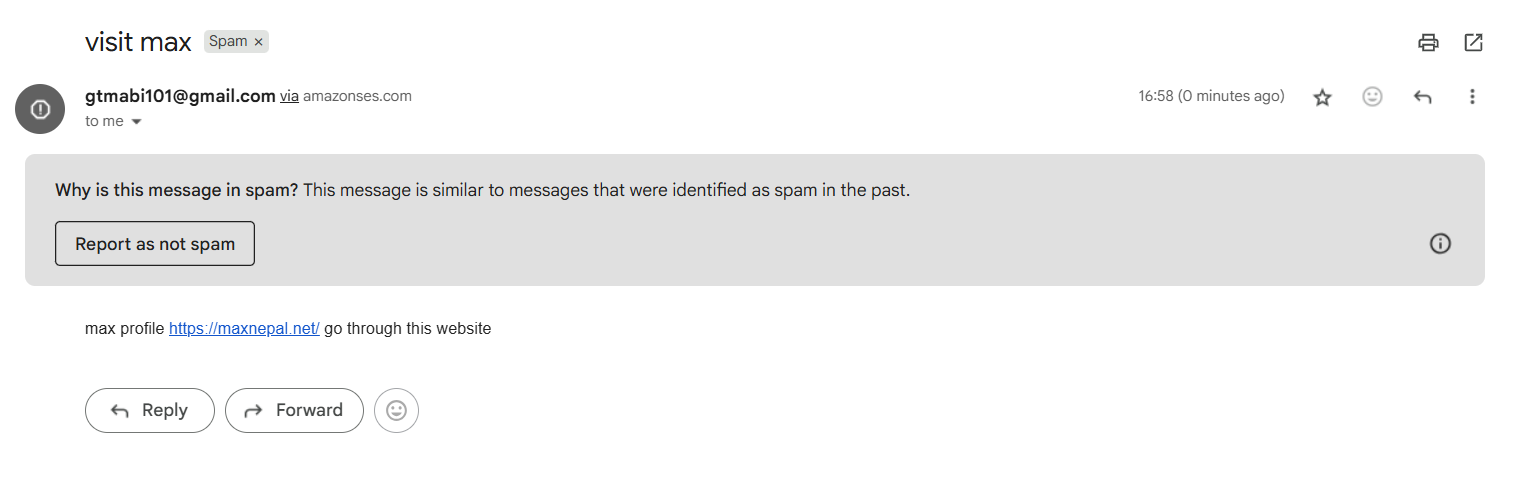 visit max Spam ×
gtmabi101@gmail.com via amazonses.com 16:58 (0 minutes ago)
to me
Why is this message in spam? This message is similar to messages that were identified as spam in the past.
Report as not spam
max profile https://maxnepal.net/ go through this website
Reply Forward